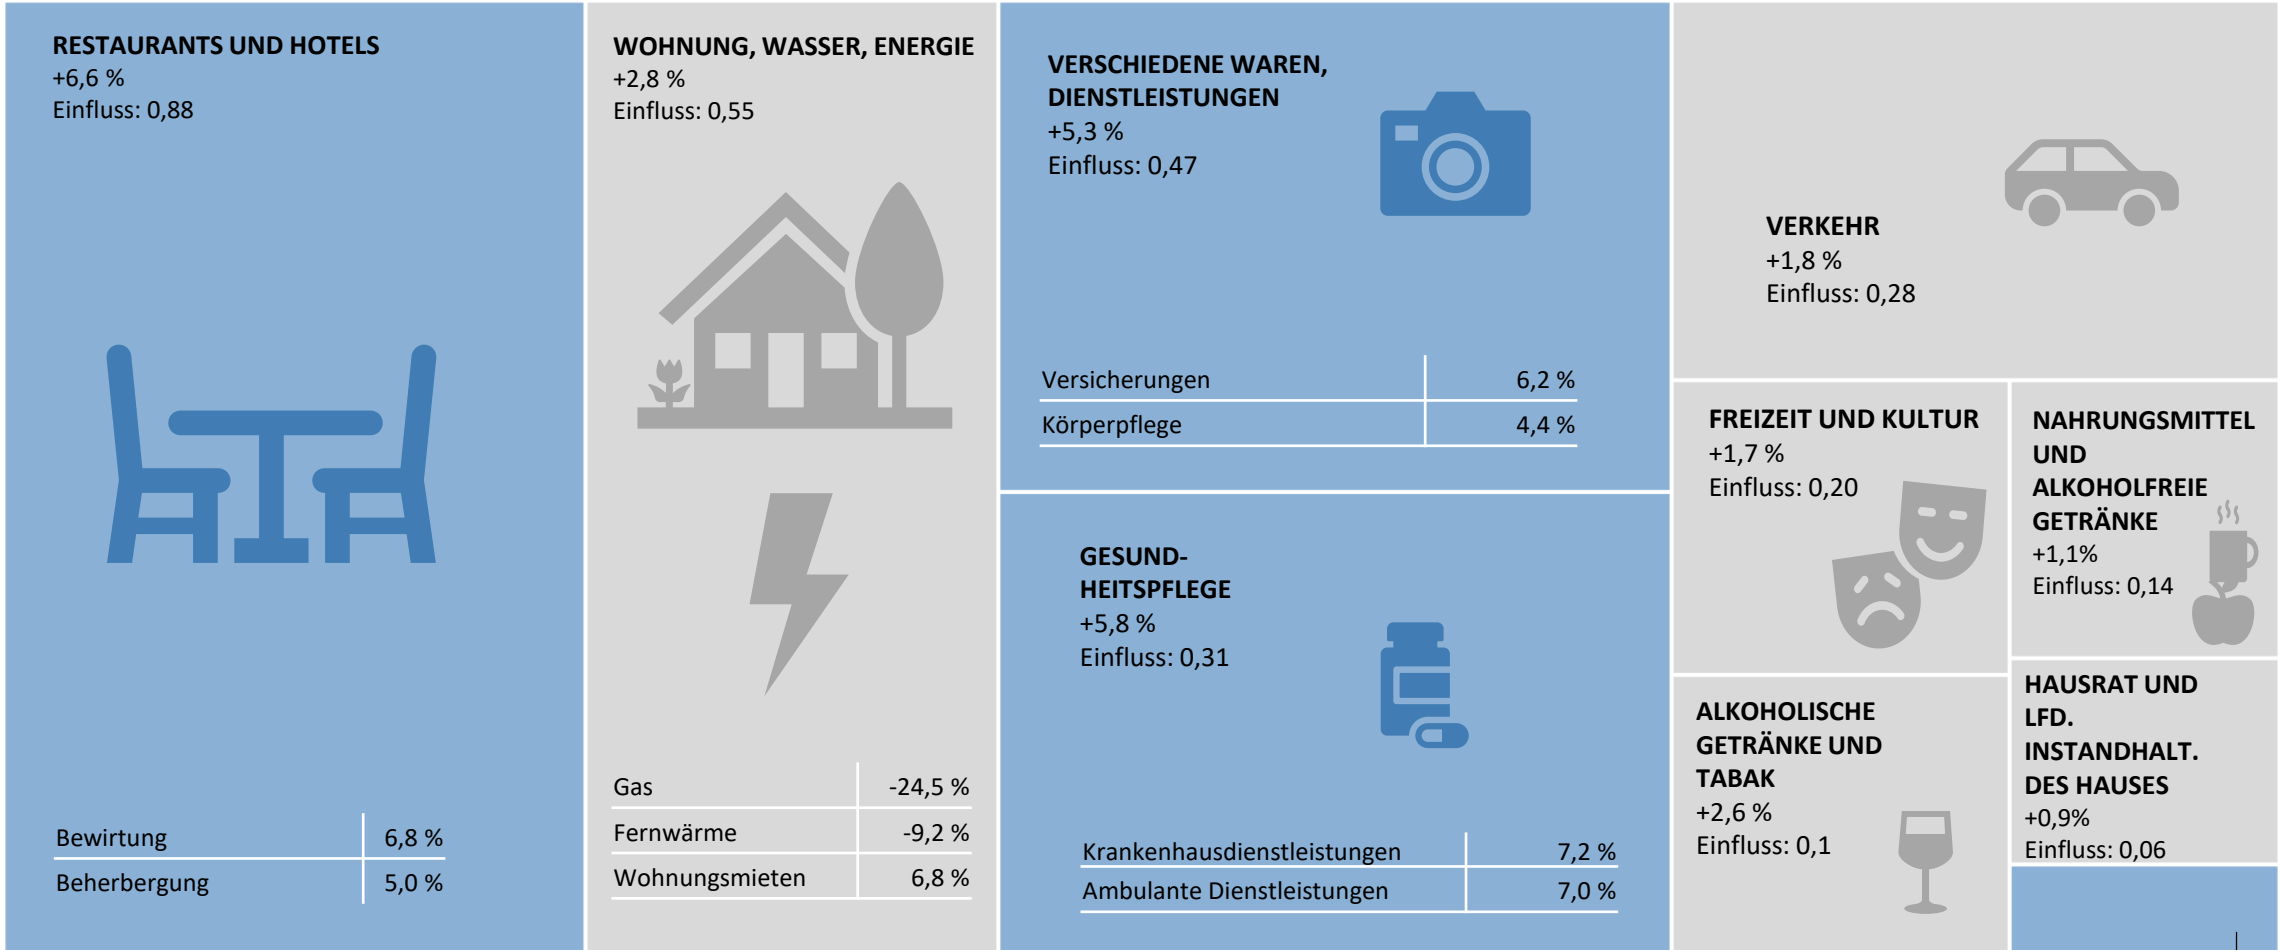 RESTAURANTS UND HOTELS
+6,6 %
Einfluss: 0,88
Bewirtung 6,8 %
Beherbergung 5,0 %
WOHNUNG, WASSER, ENERGIE
+2,8 %
Einfluss: 0,55
Gas -24,5 %
Fernwärme -9,2 %
Wohnungsmieten 6,8 %
VERSCHIEDENE WAREN,
DIENSTLEISTUNGEN
+5,3 %
Einfluss: 0,47
Versicherungen 6,2 %
Körperpflege 4,4 %
GESUND-
HEITSPFLEGE
+5,8 %
Einfluss: 0,31
Krankenhausdienstleistungen 7,2 %
Ambulante Dienstleistungen 7,0 %
VERKEHR
+1,8 %
Einfluss: 0,28
FREIZEIT UND KULTUR
+1,7 %
Einfluss: 0,20
NAHRUNGSMITTEL
UND
ALKOHOLFREIE
GETRÄNKE
+1,1%
Einfluss: 0,14
ALKOHOLISCHE
GETRÄNKE UND
TABAK
+2,6 %
Einfluss: 0,1
HAUSRAT UND
LFD.
INSTANDHALT.
DES HAUSES
+0,9%
Einfluss: 0,06